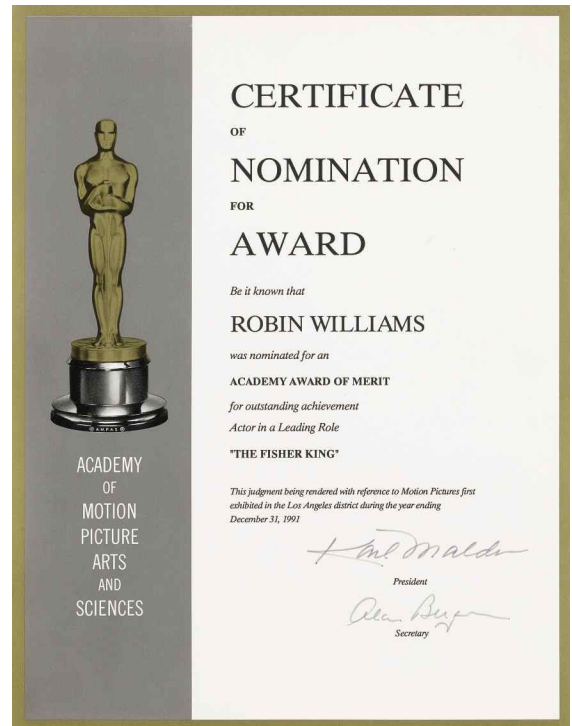 CERTIFICATE
OF
NOMINATION
FOR
AWARD
Be it known that
ROBIN WILLIAMS
was nominated for an
ACADEMY AWARD OF MERIT
for outstanding achievement
Actor in a Leading Role
"THE FISHER KING"
This judgment being rendered with reference to Motion Pictures first
exhibited in the Los Angeles district during the year ending
December 31, 1991
Karl Malden
President
Secretary
© A.M.P.A.S. ®
ACADEMY
OF
MOTION
PICTURE
ARTS
AND
SCIENCES